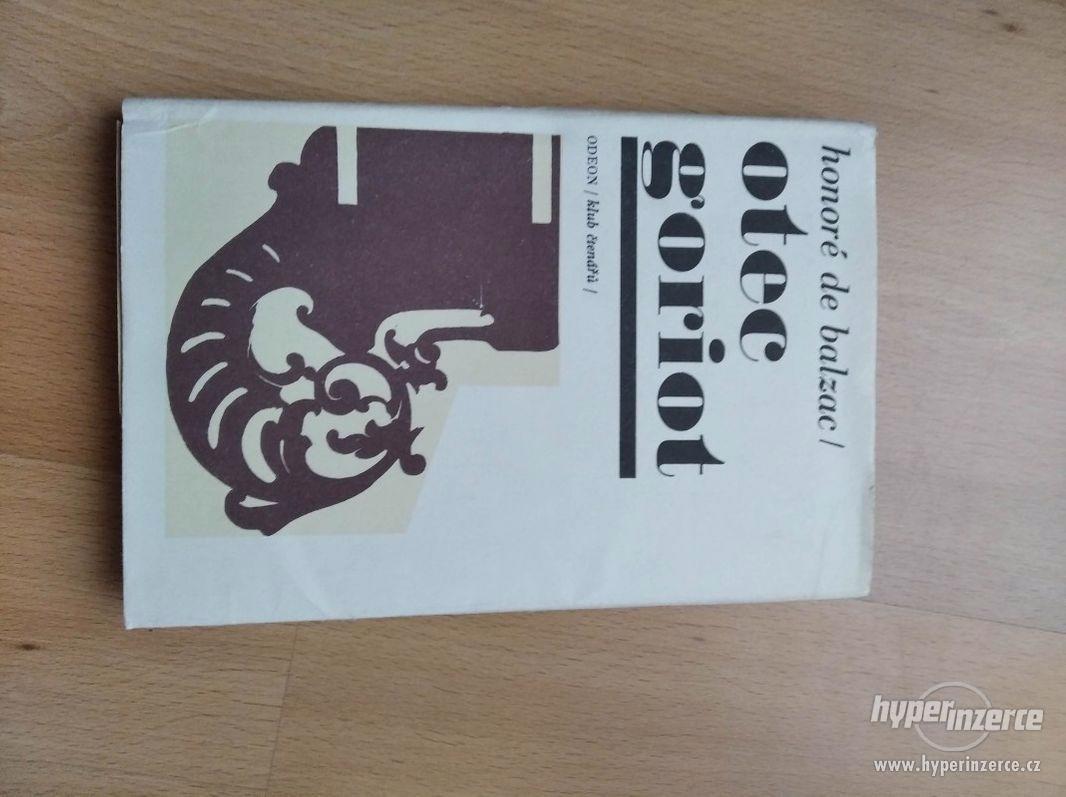 honoré de balzac /
otec
goriot
ODEON / klub čtenářů /
hyperinzerce
www.hyperinzerce.cz